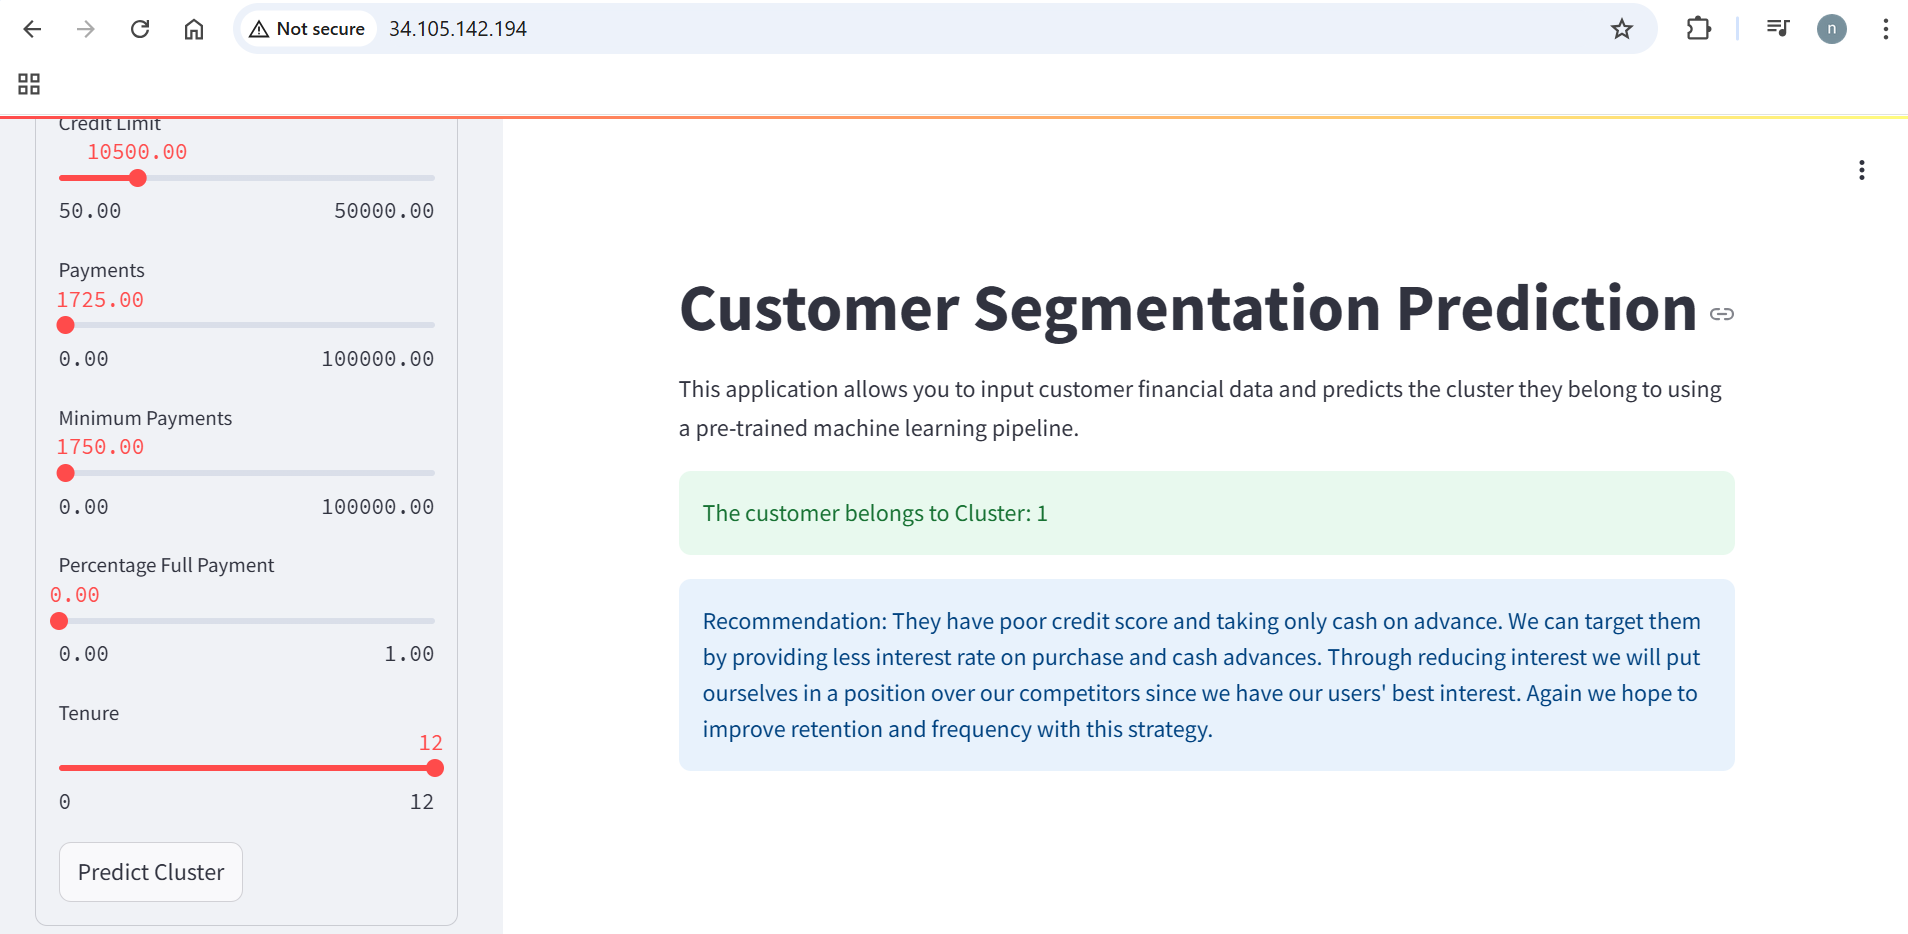 Not secure
34.105.142.194
n
Credit Limit
10500.00
50.00 50000.00
Payments
1725.00
0.00 100000.00
Minimum Payments
1750.00
0.00 100000.00
Percentage Full Payment
0.00
0.00 1.00
Tenure
12
0 12
Predict Cluster
Customer Segmentation Prediction
This application allows you to input customer financial data and predicts the cluster they belong to using
a pre-trained machine learning pipeline.
The customer belongs to Cluster: 1
Recommendation: They have poor credit score and taking only cash on advance. We can target them
by providing less interest rate on purchase and cash advances. Through reducing interest we will put
ourselves in a position over our competitors since we have our users' best interest. Again we hope to
improve retention and frequency with this strategy.